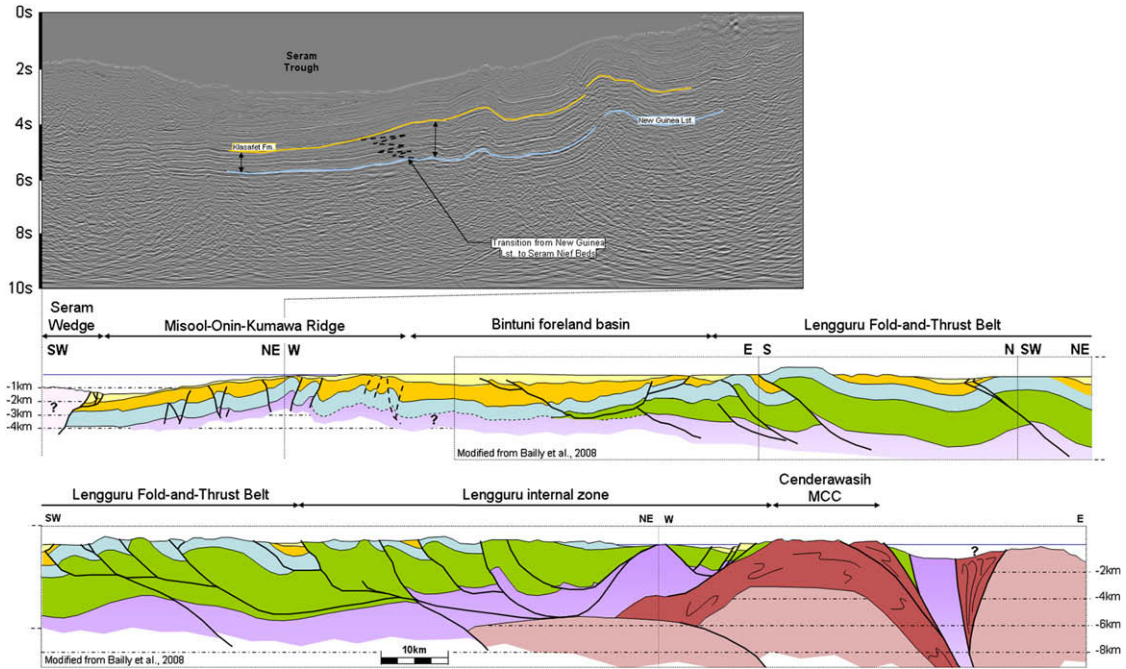 0s
Seram
Trough
2s
4s
New Guinea Lst.
Klasafet Fm.
6s
8s
Transition from New Guinea
Lst. to Seram Nief Beds
10s
Seram
Wedge
Misool-Onin-Kumawa Ridge
Bintuni foreland basin
Lengguru Fold-and-Thrust Belt
SW NE W E S N SW NE
-1km
-2km
?
-3km
?
-4km
Modified from Bailly et al., 2008
Lengguru Fold-and-Thrust Belt
Lengguru internal zone
Cenderawasih
MCC
SW NE W E
?
-2km
-4km
-6km
10km
-8km
Modified from Bailly et al., 2008